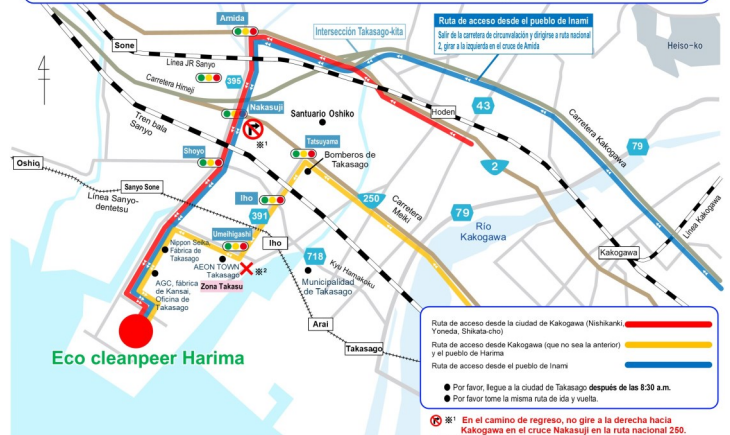 Amida
Sone
Línea JR Sanyo
Carretera Himeji
395
Intersección Takasago-kita
Ruta de acceso desde el pueblo de Inami
Salir de la carretera de circunvalación y dirigirse a ruta nacional
2, girar a la izquierda en el cruce de Amida
Heiso-ko
Tren bala
Sanyo
Nakasuji
Santuario Oshiko
※1
Hoden
43
Carretera Kakogawa
79
Oshio
Shoyo
Tatsuyama
Bomberos de
Takasago
2
Sanyo Sone
Línea Sanyo-
dentetsu
Iho
391
250
Carretera
Meiki
79
Río
Kakogawa
Línea Kakogawa
Kakogawa
Umeihigashi
Iho
Nippon Seika,
Fábrica de
Takasago
AEON TOWN
Takasago
※2
Zona Takasu
718
Kyu Hamakoku
Municipalidad
de Takasago
AGC, fábrica
de Kansai,
Oficina de
Takasago
Arai
Takasago
Eco cleanpeer Harima
Ruta de acceso desde la ciudad de Kakogawa (Nishikanki,
Yoneda, Shikata-cho)
Ruta de acceso desde Kakogawa (que no sea la anterior)
y el pueblo de Harima
Ruta de acceso desde el pueblo de Inami
● Por favor, llegue a la ciudad de Takasago después de las 8:30 a.m.
● Por favor tome la misma ruta de ida y vuelta.
※1 En el camino de regreso, no gire a la derecha hacia
Kakogawa en el cruce Nakasuji en la ruta nacional 250.